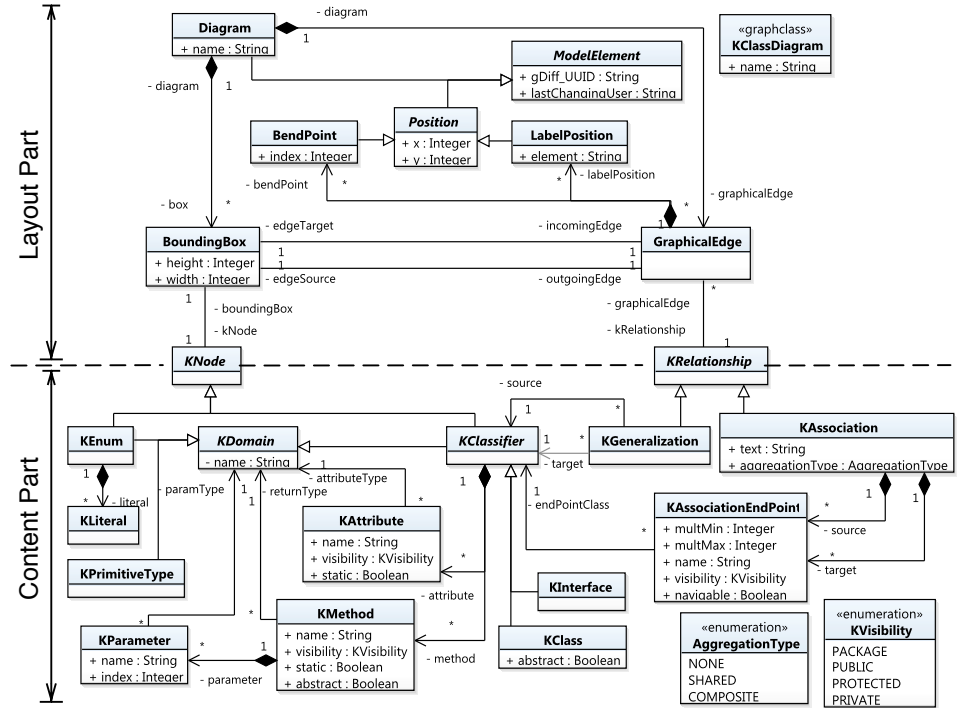 Layout Part
Content Part
Diagram
+ name : String
- diagram
1
«graphclass»
KClassDiagram
+ name : String
ModelElement
+ gDiff_UUID : String
+ lastChangingUser : String
- diagram
1
Position
+ x : Integer
+ y : Integer
BendPoint
+ index : Integer
LabelPosition
+ element : String
- bendPoint
*
*
- labelPosition
- graphicalEdge
*
- box
*
1
- edgeTarget
- incomingEdge
BoundingBox
+ height : Integer
+ width : Integer
GraphicalEdge
1
1
1
1
- edgeSource
- outgoingEdge
1
- boundingBox
- kNode
1
*
- graphicalEdge
- kRelationship
1
KNode
KRelationship
- source
1
*
KEnum
KDomain
- name : String
KClassifier
KGeneralization
1
*
- target
KAssociation
+ text : String
+ aggregationType : AggregationType
1
*
- literal
- paramType
1
- returnType
1
1
- attributeType
*
1
1
- endPointClass
*
KLiteral
KPrimitiveType
KAttribute
+ name : String
+ visibility : KVisibility
+ static : Boolean
*
- attribute
KAssociationEndPoint
+ multMin : Integer
+ multMax : Integer
+ name : String
+ visibility : KVisibility
+ navigable : Boolean
1
1
*
- source
*
- target
KInterface
KClass
+ abstract : Boolean
KMethod
+ name : String
+ visibility : KVisibility
+ static : Boolean
+ abstract : Boolean
*
*
- method
KParameter
+ name : String
+ index : Integer
*
*
1
- parameter
«enumeration»
AggregationType
NONE
SHARED
COMPOSITE
«enumeration»
KVisibility
PACKAGE
PUBLIC
PROTECTED
PRIVATE